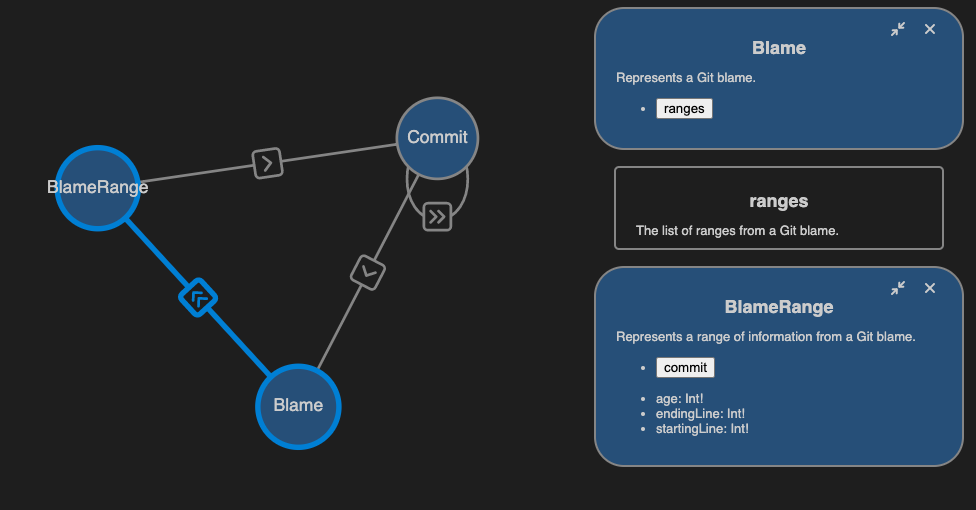 Commit
BlameRange
Blame
Blame
Represents a Git blame.
ranges
ranges
The list of ranges from a Git blame.
BlameRange
Represents a range of information from a Git blame.
commit
age: Int!
endingLine: Int!
startingLine: Int!